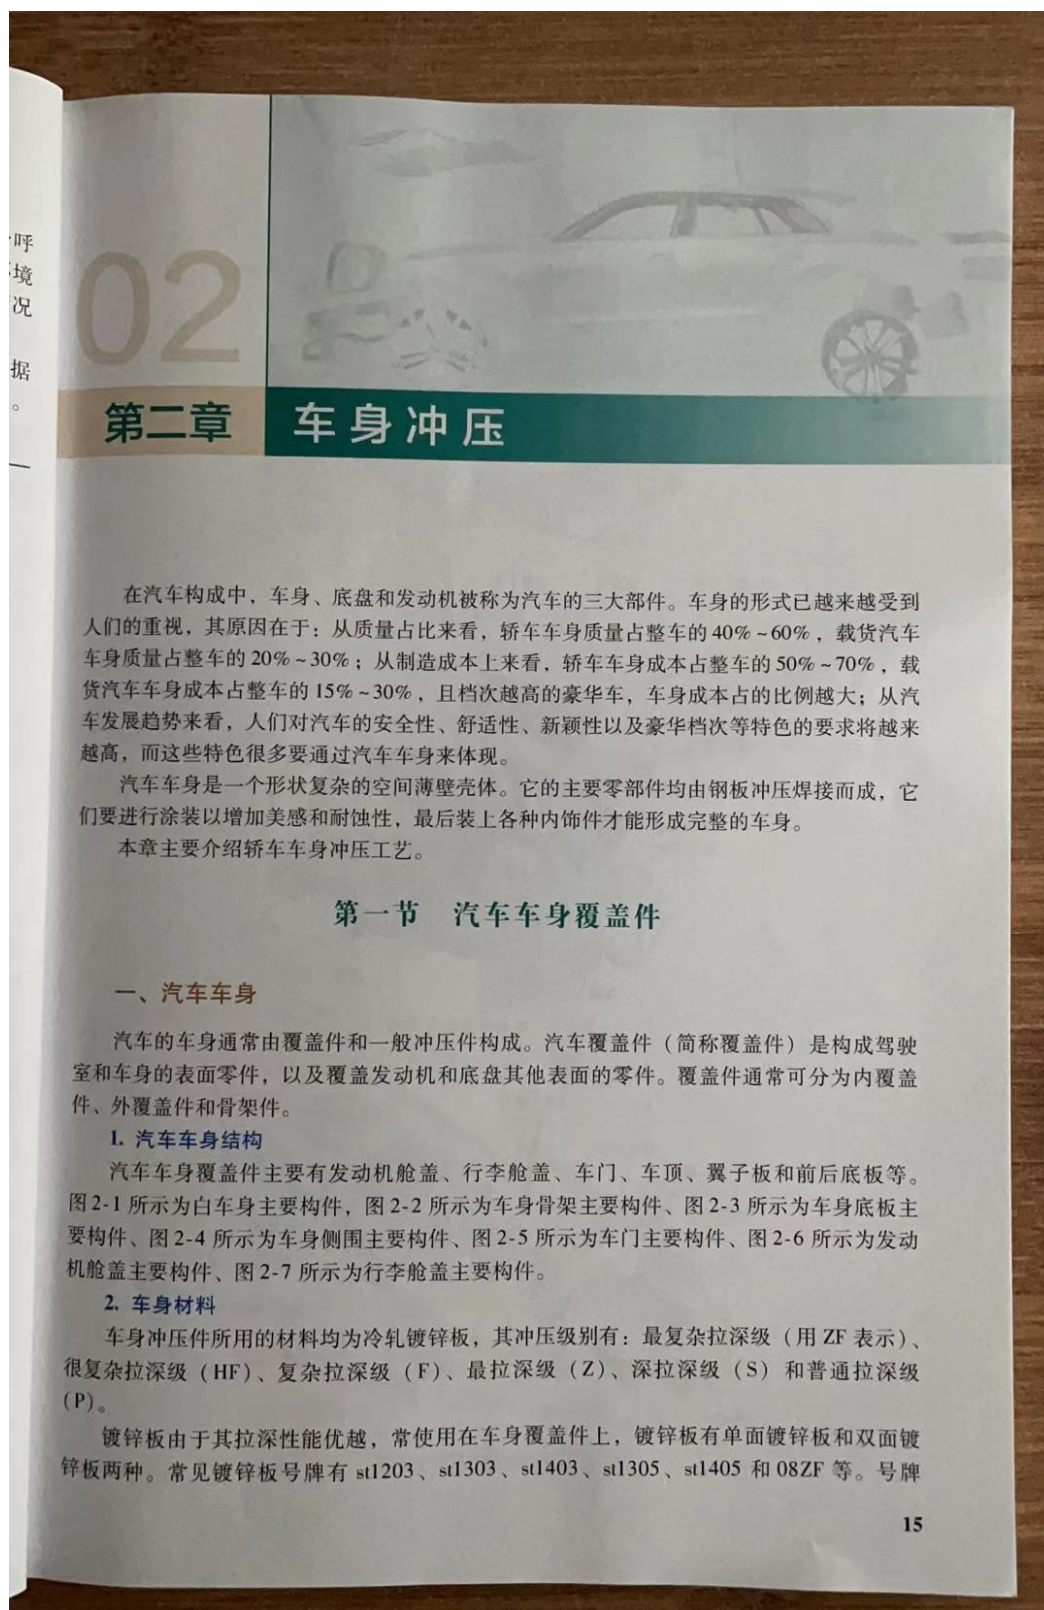 呼
境
况
据
。
02
第二章 车身冲压
在汽车构成中，车身、底盘和发动机被称为汽车的三大部件。车身的形式已越来越受到
人们的重视，其原因在于：从质量占比来看，轿车车身质量占整车的 40% ~ 60%，载货汽车
车身质量占整车的 20% ~ 30%；从制造成本上来看，轿车车身成本占整车的 50% ~ 70%，载
货汽车车身成本占整车的 15% ~ 30%，且档次越高的豪华车，车身成本占的比例越大；从汽
车发展趋势来看，人们对汽车的安全性、舒适性、新颖性以及豪华档次等特色的要求将越来
越高，而这些特色很多要通过汽车车身来体现。
汽车车身是一个形状复杂的空间薄壁壳体。它的主要零部件均由钢板冲压焊接而成，它
们要进行涂装以增加美感和耐蚀性，最后装上各种内饰件才能形成完整的车身。
本章主要介绍轿车车身冲压工艺。
第一节 汽车车身覆盖件
一、汽车车身
汽车的车身通常由覆盖件和一般冲压件构成。汽车覆盖件（简称覆盖件）是构成驾驶
室和车身的表面零件，以及覆盖发动机和底盘其他表面的零件。覆盖件通常可分为内覆盖
件、外覆盖件和骨架件。
1. 汽车车身结构
汽车车身覆盖件主要有发动机舱盖、行李舱盖、车门、车顶、翼子板和前后底板等。
图 2-1 所示为白车身主要构件，图 2-2 所示为车身骨架主要构件、图 2-3 所示为车身底板主
要构件、图 2-4 所示为车身侧围主要构件、图 2-5 所示为车门主要构件、图 2-6 所示为发动
机舱盖主要构件、图 2-7 所示为行李舱盖主要构件。
2. 车身材料
车身冲压件所用的材料均为冷轧镀锌板，其冲压级别有：最复杂拉深级（用 ZF 表示）、
很复杂拉深级（HF）、复杂拉深级（F）、最拉深级（Z）、深拉深级（S）和普通拉深级
（P）。
镀锌板由于其拉深性能优越，常使用在车身覆盖件上，镀锌板有单面镀锌板和双面镀
锌板两种。常见镀锌板号牌有 st1203、st1303、st1403、st1305、st1405 和 08ZF 等。号牌
15